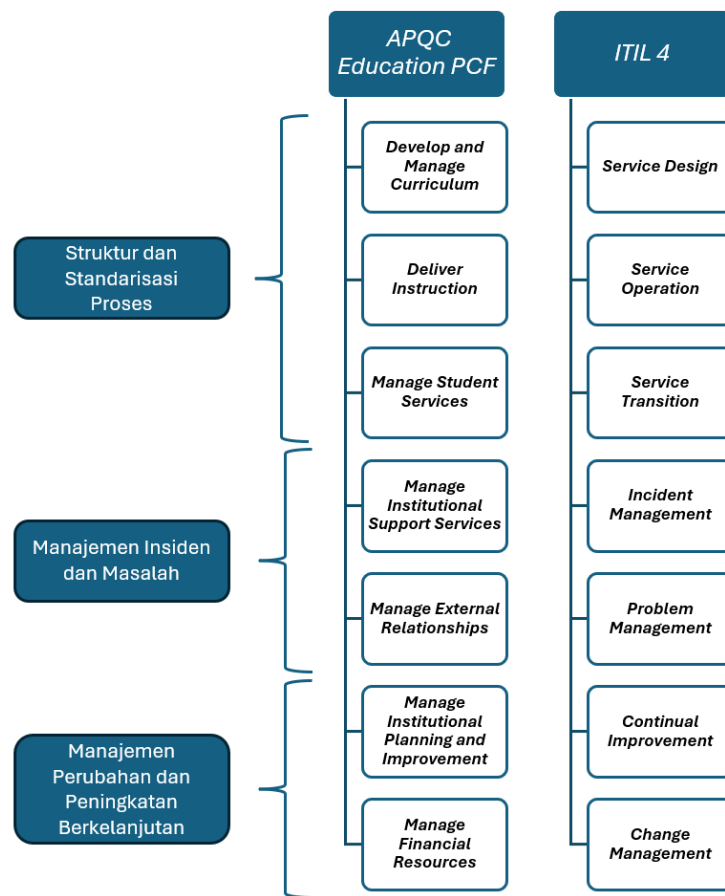 APQC
Education PCF
ITIL 4
Struktur dan
Standarisasi
Proses
Develop and
Manage
Curriculum
Service Design
Deliver
Instruction
Service
Operation
Manage Student
Services
Service
Transition
Manajemen Insiden
dan Masalah
Manage
Institutional
Support Services
Incident
Management
Manage External
Relationships
Problem
Management
Manajemen
Perubahan dan
Peningkatan
Berkelanjutan
Manage
Institutional
Planning and
Improvement
Continual
Improvement
Manage
Financial
Resources
Change
Management